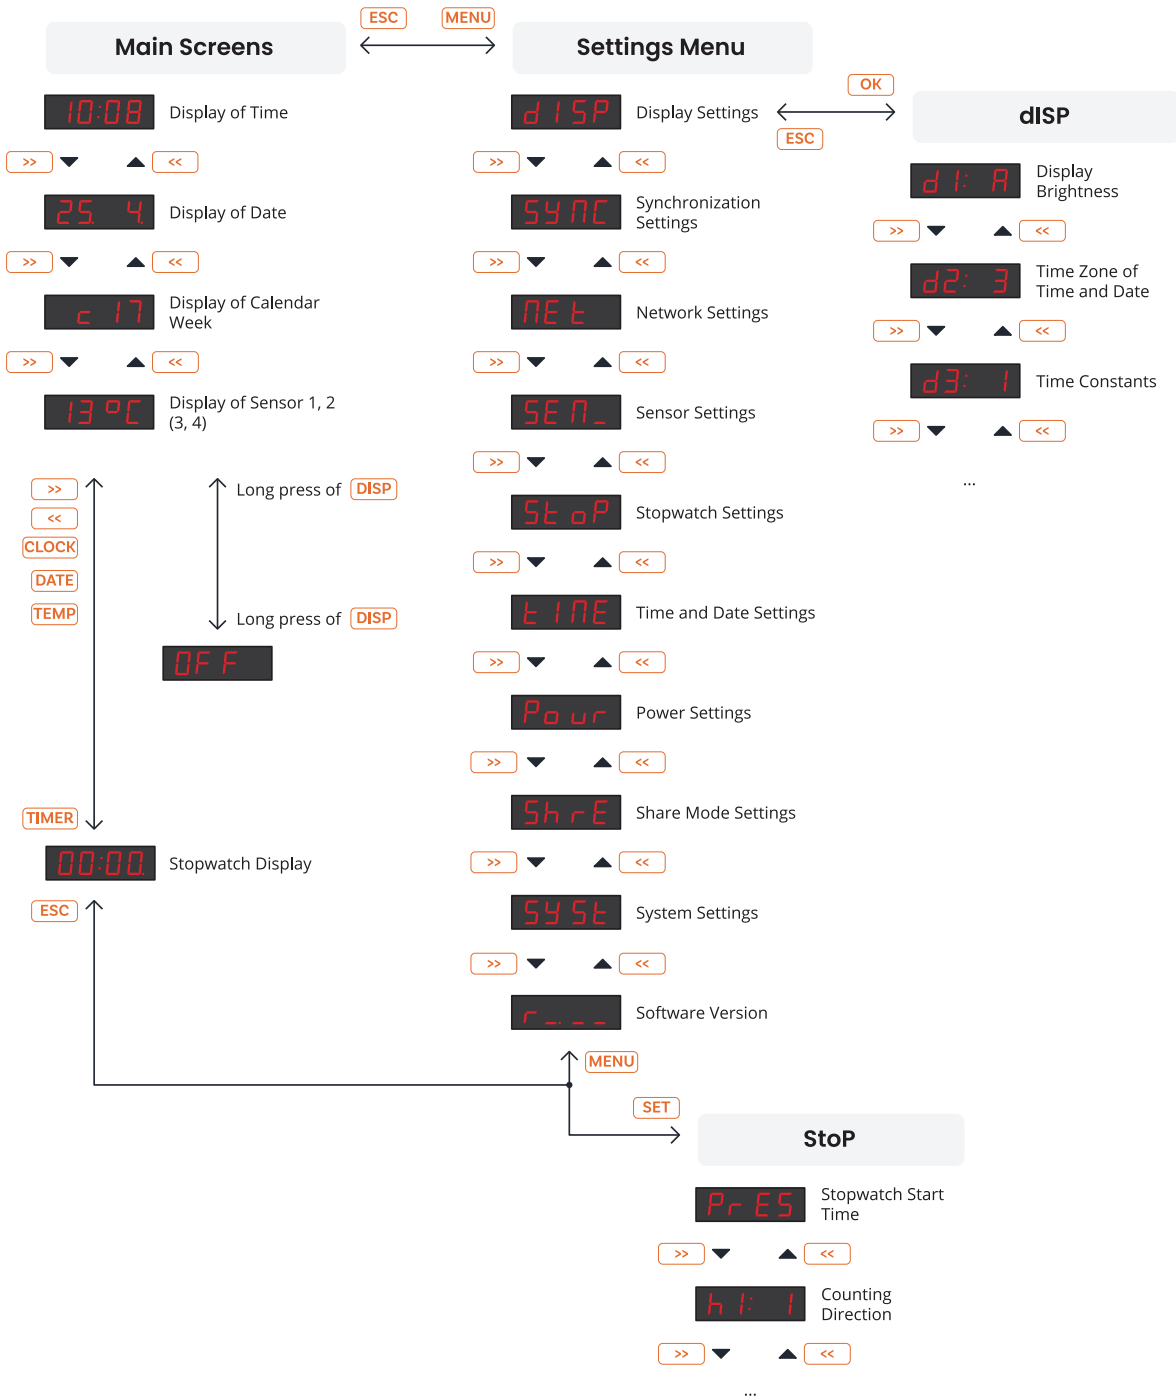 ESC MENU
Main Screens
Settings Menu
10:08 Display of Time
>> <<
25. 4. Display of Date
>> <<
c 17 Display of Calendar
Week
>> <<
13 °C Display of Sensor 1, 2
(3, 4)
>>
<<
CLOCK
DATE
TEMP
Long press of DISP
Long press of DISP
OFF
TIMER
00:00. Stopwatch Display
ESC
dISP Display Settings
>> <<
SYNC Synchronization
Settings
>> <<
NEt Network Settings
>> <<
SEN_ Sensor Settings
>> <<
StoP Stopwatch Settings
>> <<
tIME Time and Date Settings
>> <<
Pour Power Settings
>> <<
ShrE Share Mode Settings
>> <<
SYSt System Settings
>> <<
r _._ _ Software Version
MENU
SET
OK
ESC
dISP
d1: A Display
Brightness
>> <<
d2: 3 Time Zone of
Time and Date
>> <<
d3: 1 Time Constants
>> <<
...
StoP
PrES Stopwatch Start
Time
>> <<
h1: 1 Counting
Direction
>> <<
...